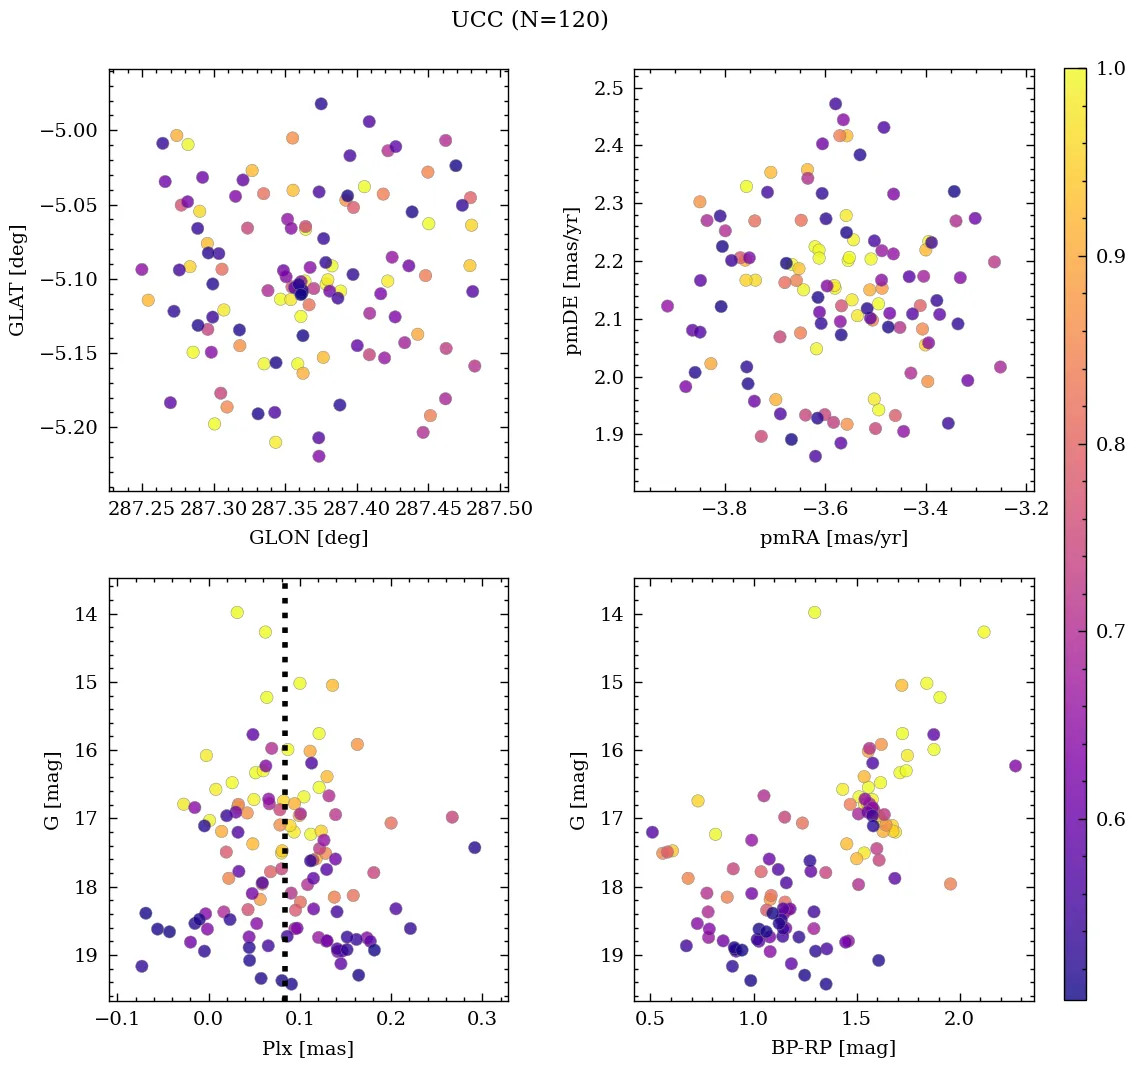 UCC (N=120)
−5.00
−5.05
−5.10
−5.15
−5.20
GLAT [deg]
287.25 287.30 287.35 287.40 287.45 287.50
GLON [deg]
2.5
2.4
2.3
2.2
2.1
2.0
1.9
pmDE [mas/yr]
−3.8 −3.6 −3.4 −3.2
pmRA [mas/yr]
1.0
0.9
0.8
0.7
0.6
14
15
16
17
18
19
G [mag]
−0.1 0.0 0.1 0.2 0.3
Plx [mas]
14
15
16
17
18
19
G [mag]
0.5 1.0 1.5 2.0
BP-RP [mag]